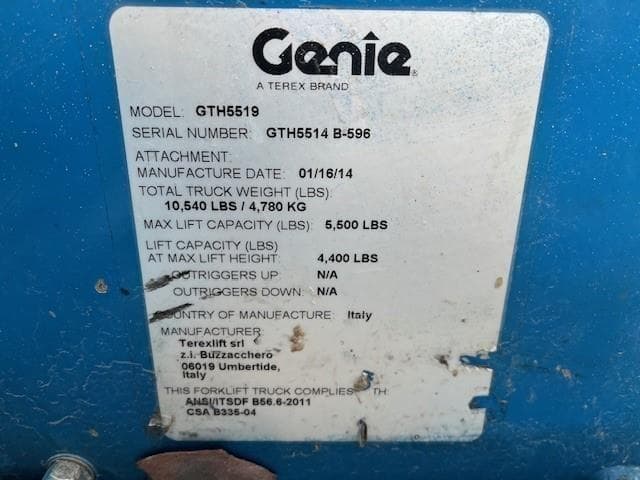 Genie
A TEREX BRAND
MODEL: GTH5519
SERIAL NUMBER: GTH5514 B-596
ATTACHMENT:
MANUFACTURE DATE: 01/16/14
TOTAL TRUCK WEIGHT (LBS):
10,540 LBS / 4,780 KG
MAX LIFT CAPACITY (LBS): 5,500 LBS
LIFT CAPACITY (LBS)
AT MAX LIFT HEIGHT: 4,400 LBS
OUTRIGGERS UP: N/A
OUTRIGGERS DOWN: N/A
COUNTRY OF MANUFACTURE: Italy
MANUFACTURER:
Terexlift srl
z.i. Buzzacchero
06019 Umbertide,
Italy
THIS FORKLIFT TRUCK COMPLIES TH:
ANSI/ITSDF B56.6-2011
CSA B335-04